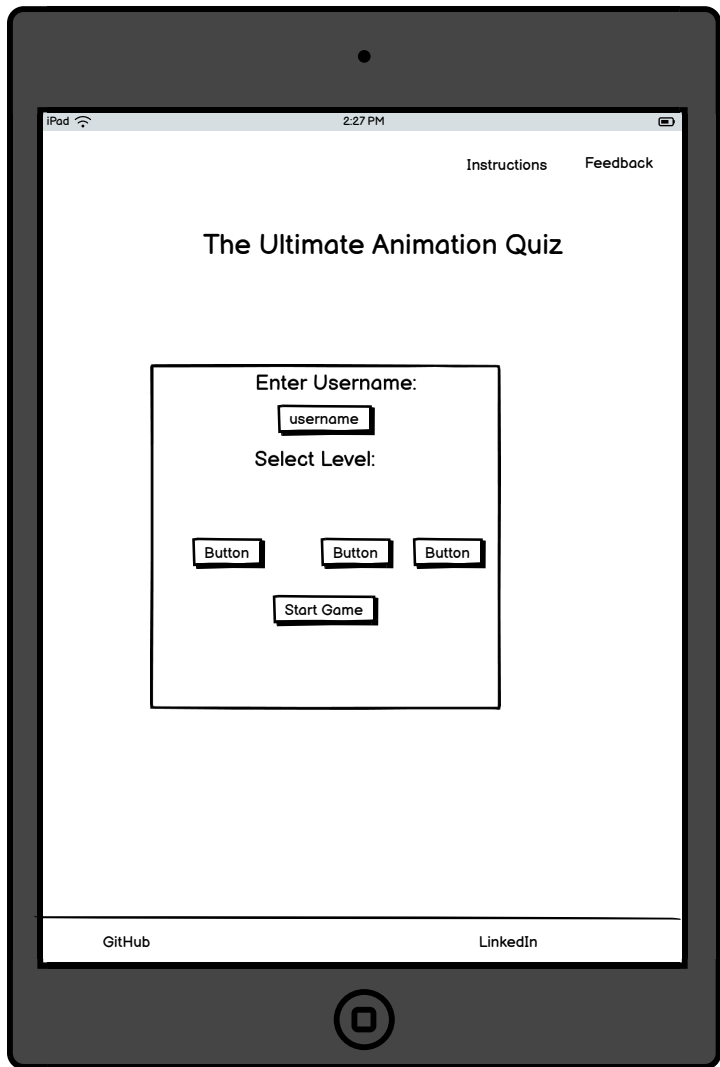 iPad 2:27 PM
Instructions Feedback
The Ultimate Animation Quiz
Enter Username:
username
Select Level:
Button Button Button
Start Game
GitHub LinkedIn